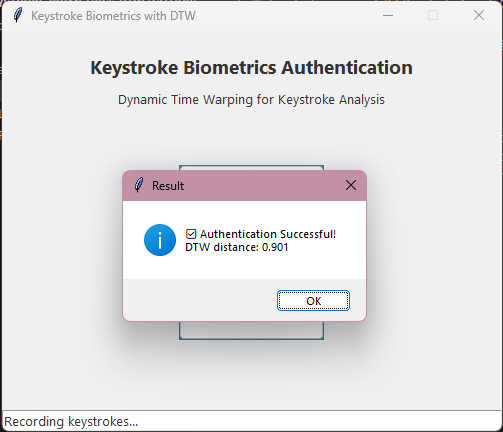 Keystroke Biometrics with DTW
Keystroke Biometrics Authentication
Dynamic Time Warping for Keystroke Analysis
Result
☑ Authentication Successful!
DTW distance: 0.901
OK
Recording keystrokes...